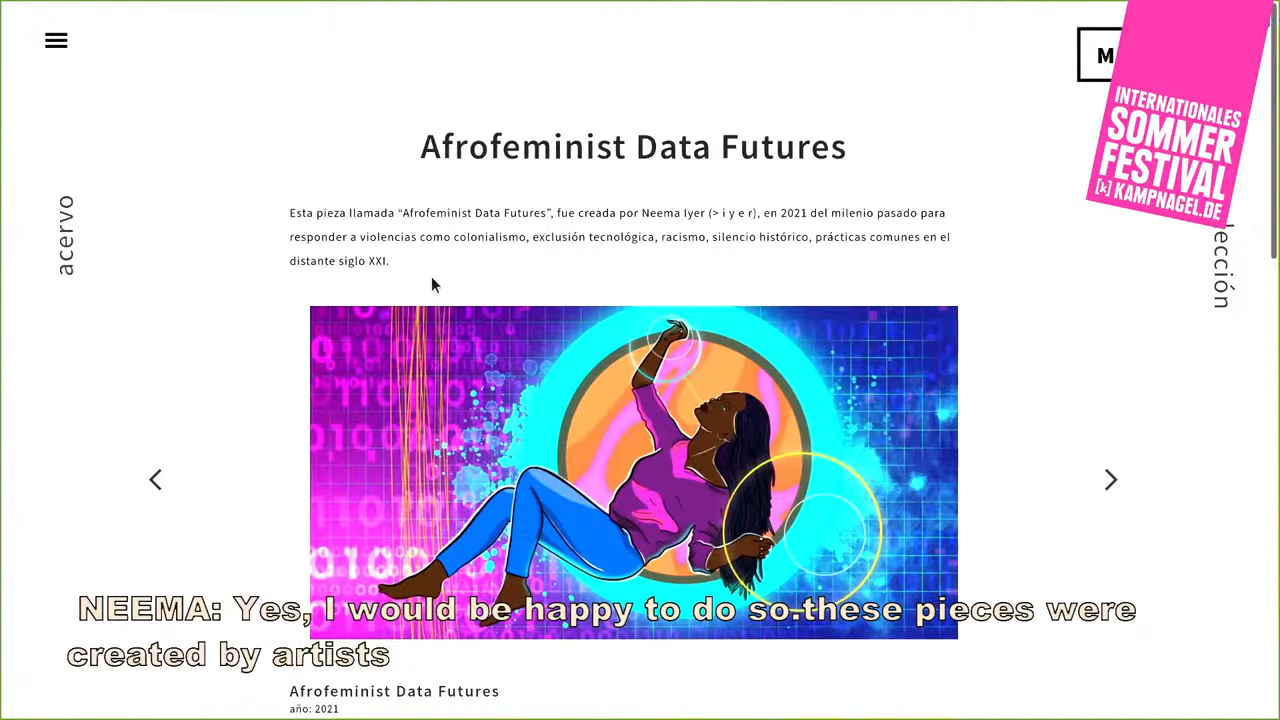 M
INTERNATIONALES
SOMMER
FESTIVAL
[k] KAMPNAGEL.DE
Afrofeminist Data Futures
acervo
lección
Esta pieza llamada “Afrofeminist Data Futures”, fue creada por Neema Iyer (> i y e r), en 2021 del milenio pasado para
responder a violencias como colonialismo, exclusión tecnológica, racismo, silencio histórico, prácticas comunes en el
distante siglo XXI.
NEEMA: Yes, I would be happy to do so-these pieces were
created by artists
Afrofeminist Data Futures
año: 2021